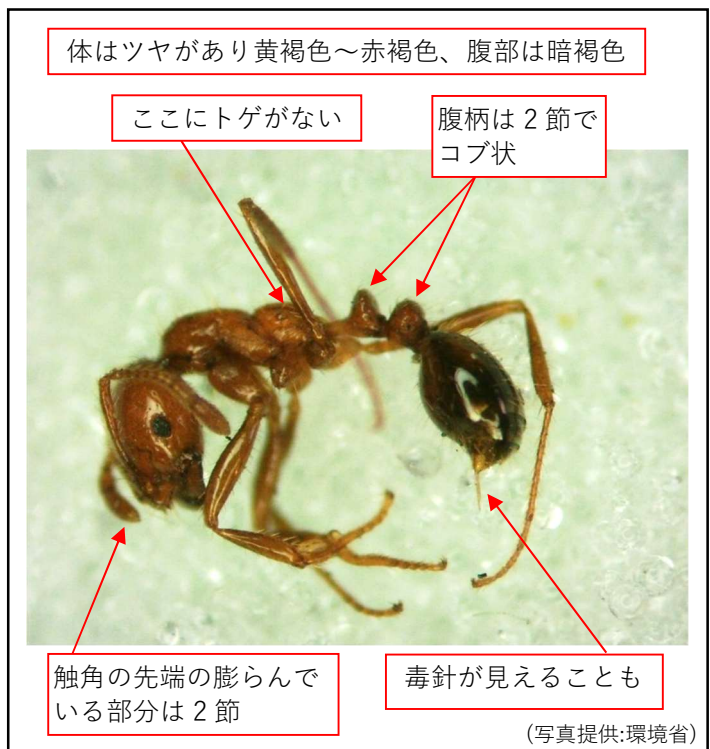 体はツヤがあり黄褐色～赤褐色、腹部は暗褐色
ここにトゲがない
腹柄は２節で
コブ状
触角の先端の膨らんで
いる部分は２節
毒針が見えることも
(写真提供:環境省)